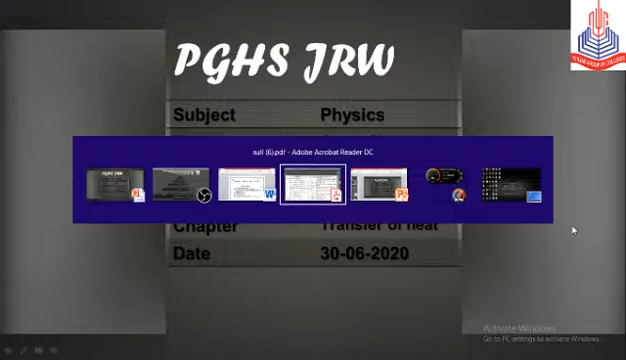 PGHS JRW
Subject Physics
null (6).pdf - Adobe Acrobat Reader DC
Chapter Transfer of heat
Date 30-06-2020
Activate Windows
Go to PC settings to activate Windows.